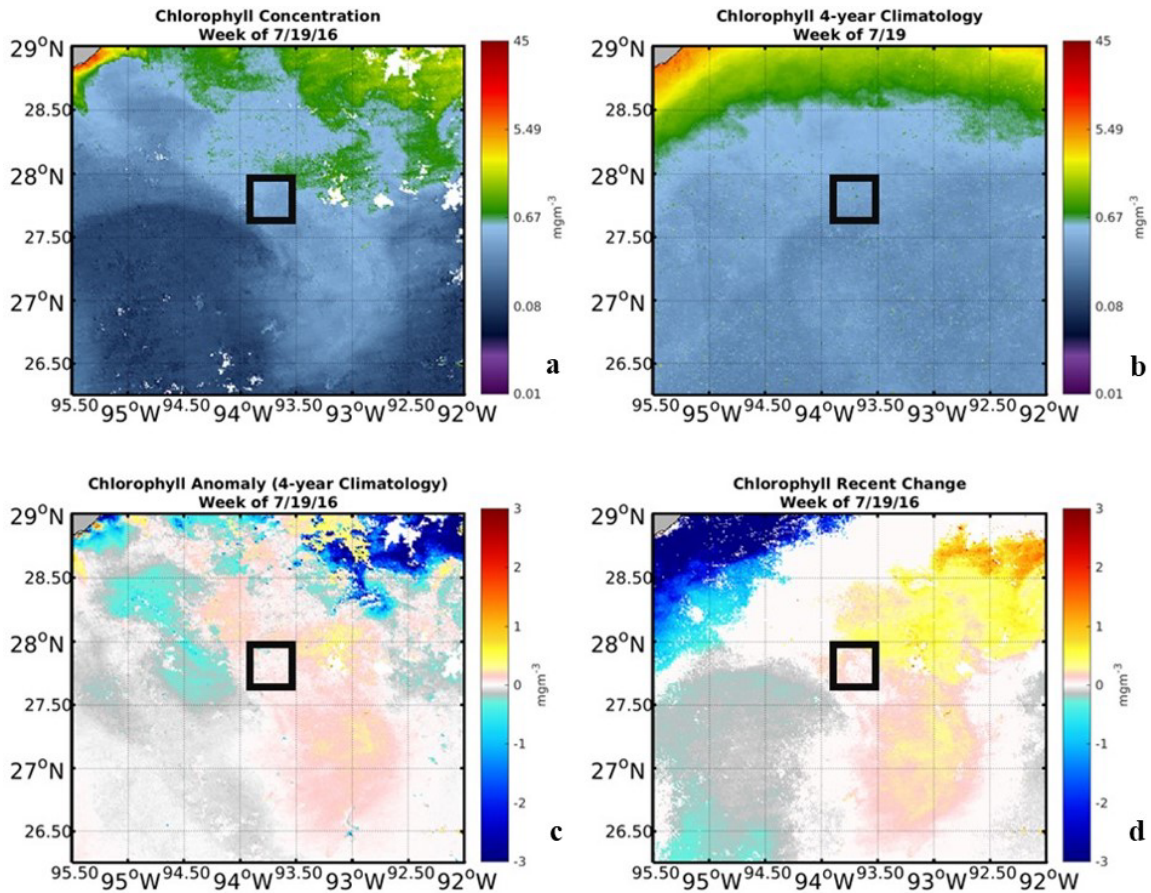 Chlorophyll Concentration
Week of 7/19/16
29°N
28.50
28°N
27.50
27°N
26.50
95.50 95°W 94.50 94°W 93.50 93°W 92.50 92°W
45
5.49
0.67
0.08
0.01
mgm-3
a
Chlorophyll 4-year Climatology
Week of 7/19
29°N
28.50
28°N
27.50
27°N
26.50
95.50 95°W 94.50 94°W 93.50 93°W 92.50 92°W
45
5.49
0.67
0.08
0.01
mgm-3
b
Chlorophyll Anomaly (4-year Climatology)
Week of 7/19/16
29°N
28.50
28°N
27.50
27°N
26.50
95.50 95°W 94.50 94°W 93.50 93°W 92.50 92°W
3
2
1
0
-1
-2
-3
mgm-3
c
Chlorophyll Recent Change
Week of 7/19/16
29°N
28.50
28°N
27.50
27°N
26.50
95.50 95°W 94.50 94°W 93.50 93°W 92.50 92°W
3
2
1
0
-1
-2
-3
mgm-3
d